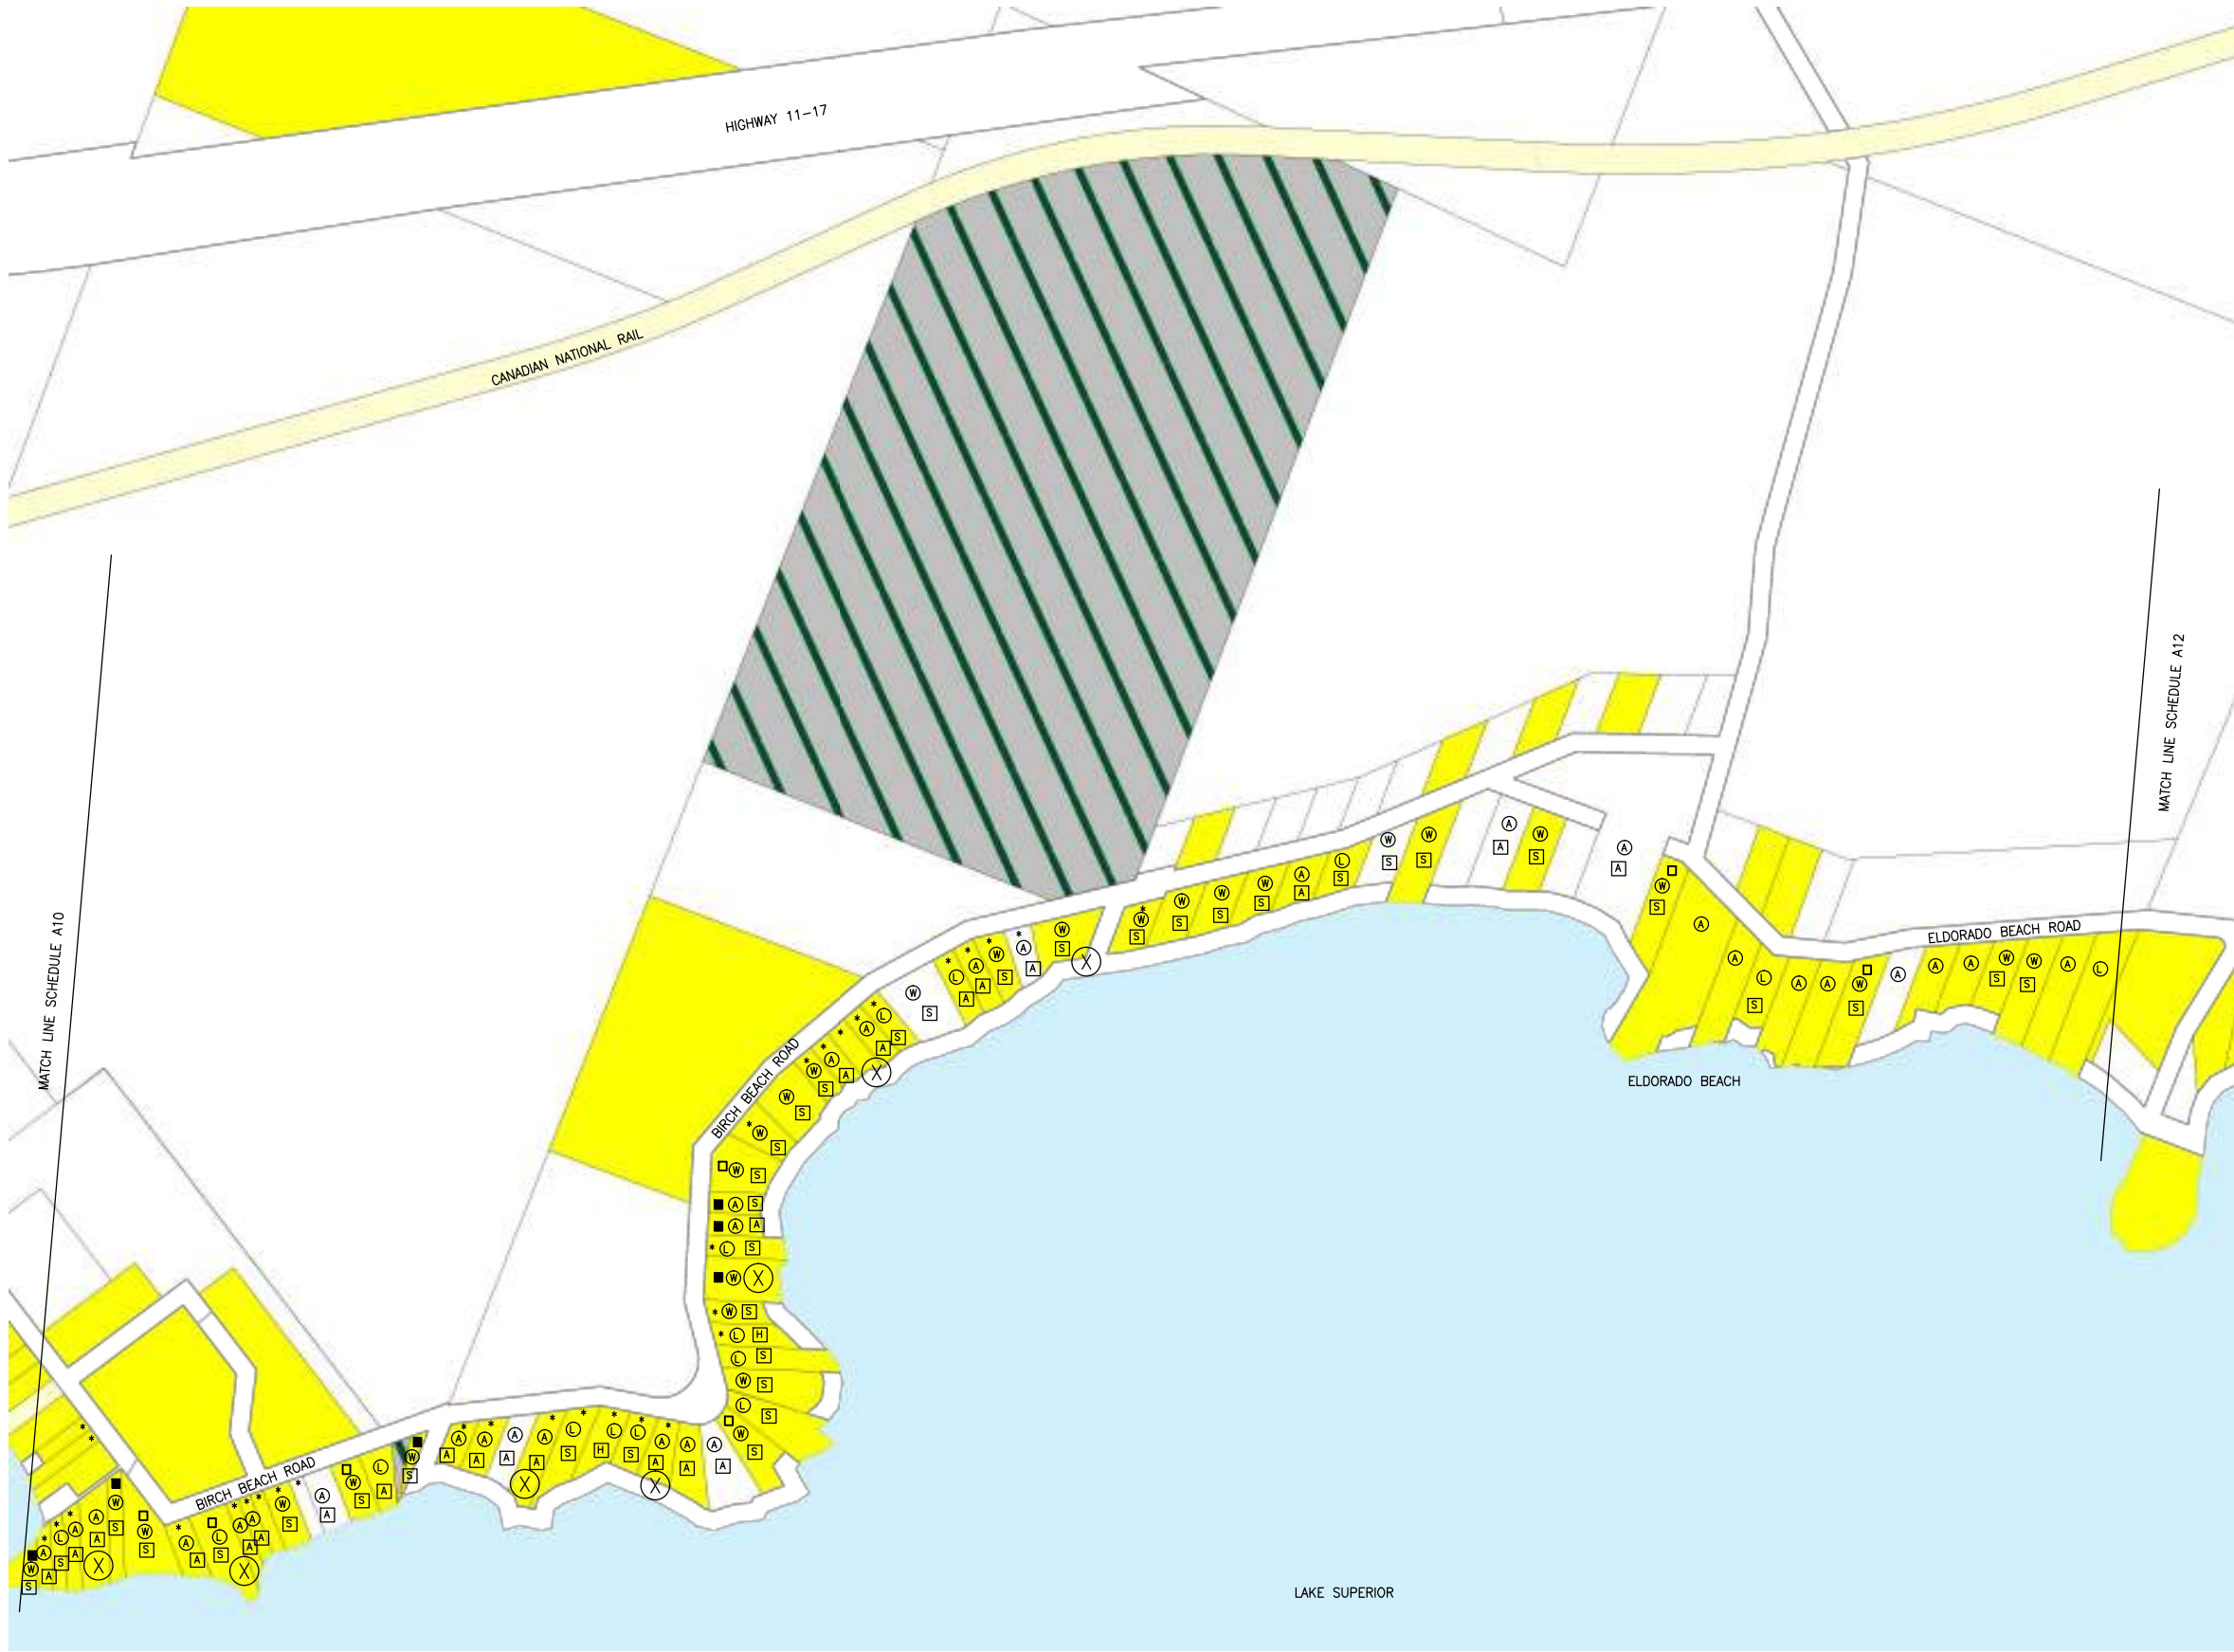 HIGHWAY 11-17
CANADIAN NATIONAL RAIL
MATCH LINE SCHEDULE A10
MATCH LINE SCHEDULE A12
BIRCH BEACH ROAD
BIRCH BEACH ROAD
ELDORADO BEACH ROAD
ELDORADO BEACH
LAKE SUPERIOR
W S
A A
L S
A A
A A X
W S
W S
A A
L S
A A
A A
X
W S
A A
W S
L A
W S
A A
A A
A A
A A
X
L S
L H
L S
A A
X
A A
A A
W S
L S
W S
L S
L H
W S
W X
L S
A A
A S
W S
* W S
W S
* W S
* A A
* A A
X
* L S
W S
* L A
* A A
* W S
* A A
W S
X
* W S
W S
W S
W S
A A
L S
W S
W S
A A
W S
A A
W S
A
A
L S
A
A
W S
A
A
A
W S
W S
A
L